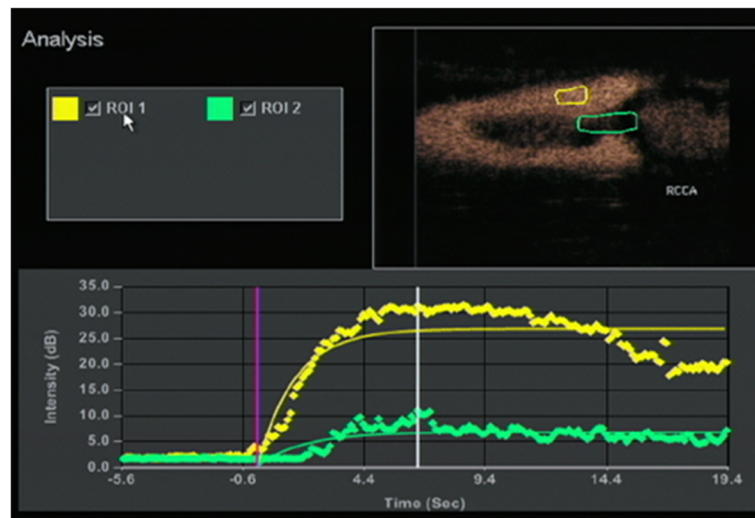 Analysis
ROI 1 ROI 2
RCCA
35.0
30.0
25.0
20.0
15.0
10.0
5.0
0.0
Intensity (dB)
-5.6 -0.6 4.4 9.4 14.4 19.4
Time (Sec)